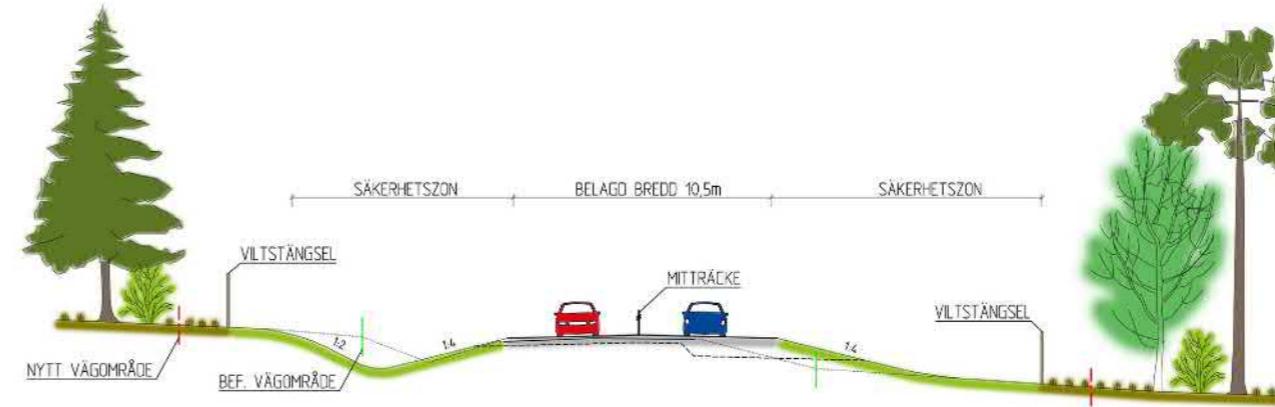 SÄKERHETSZON BELAGD BREDD 10,5m SÄKERHETSZON
VILTSTÄNGSEL
MITTRÄCKE
VILTSTÄNGSEL
1:2 1:4 1:4
NYTT VÄGOMRÅDE
BEF. VÄGOMRÅDE